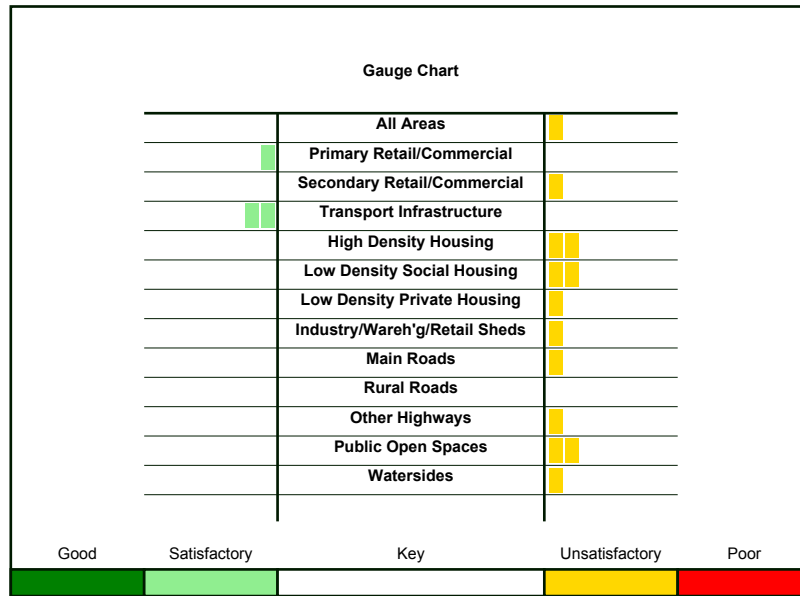 Gauge Chart
All Areas
Primary Retail/Commercial
Secondary Retail/Commercial
Transport Infrastructure
High Density Housing
Low Density Social Housing
Low Density Private Housing
Industry/Wareh'g/Retail Sheds
Main Roads
Rural Roads
Other Highways
Public Open Spaces
Watersides
Good Satisfactory Key Unsatisfactory Poor